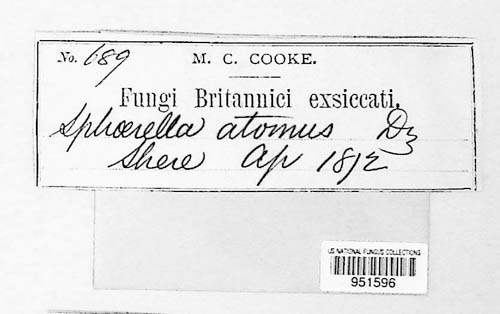 No. 689 M. C. COOKE.
Fungi Britannici exsiccati.
Sphærella atomus Dz
Shere Ap 1872
US NATIONAL FUNGUS COLLECTIONS
951596